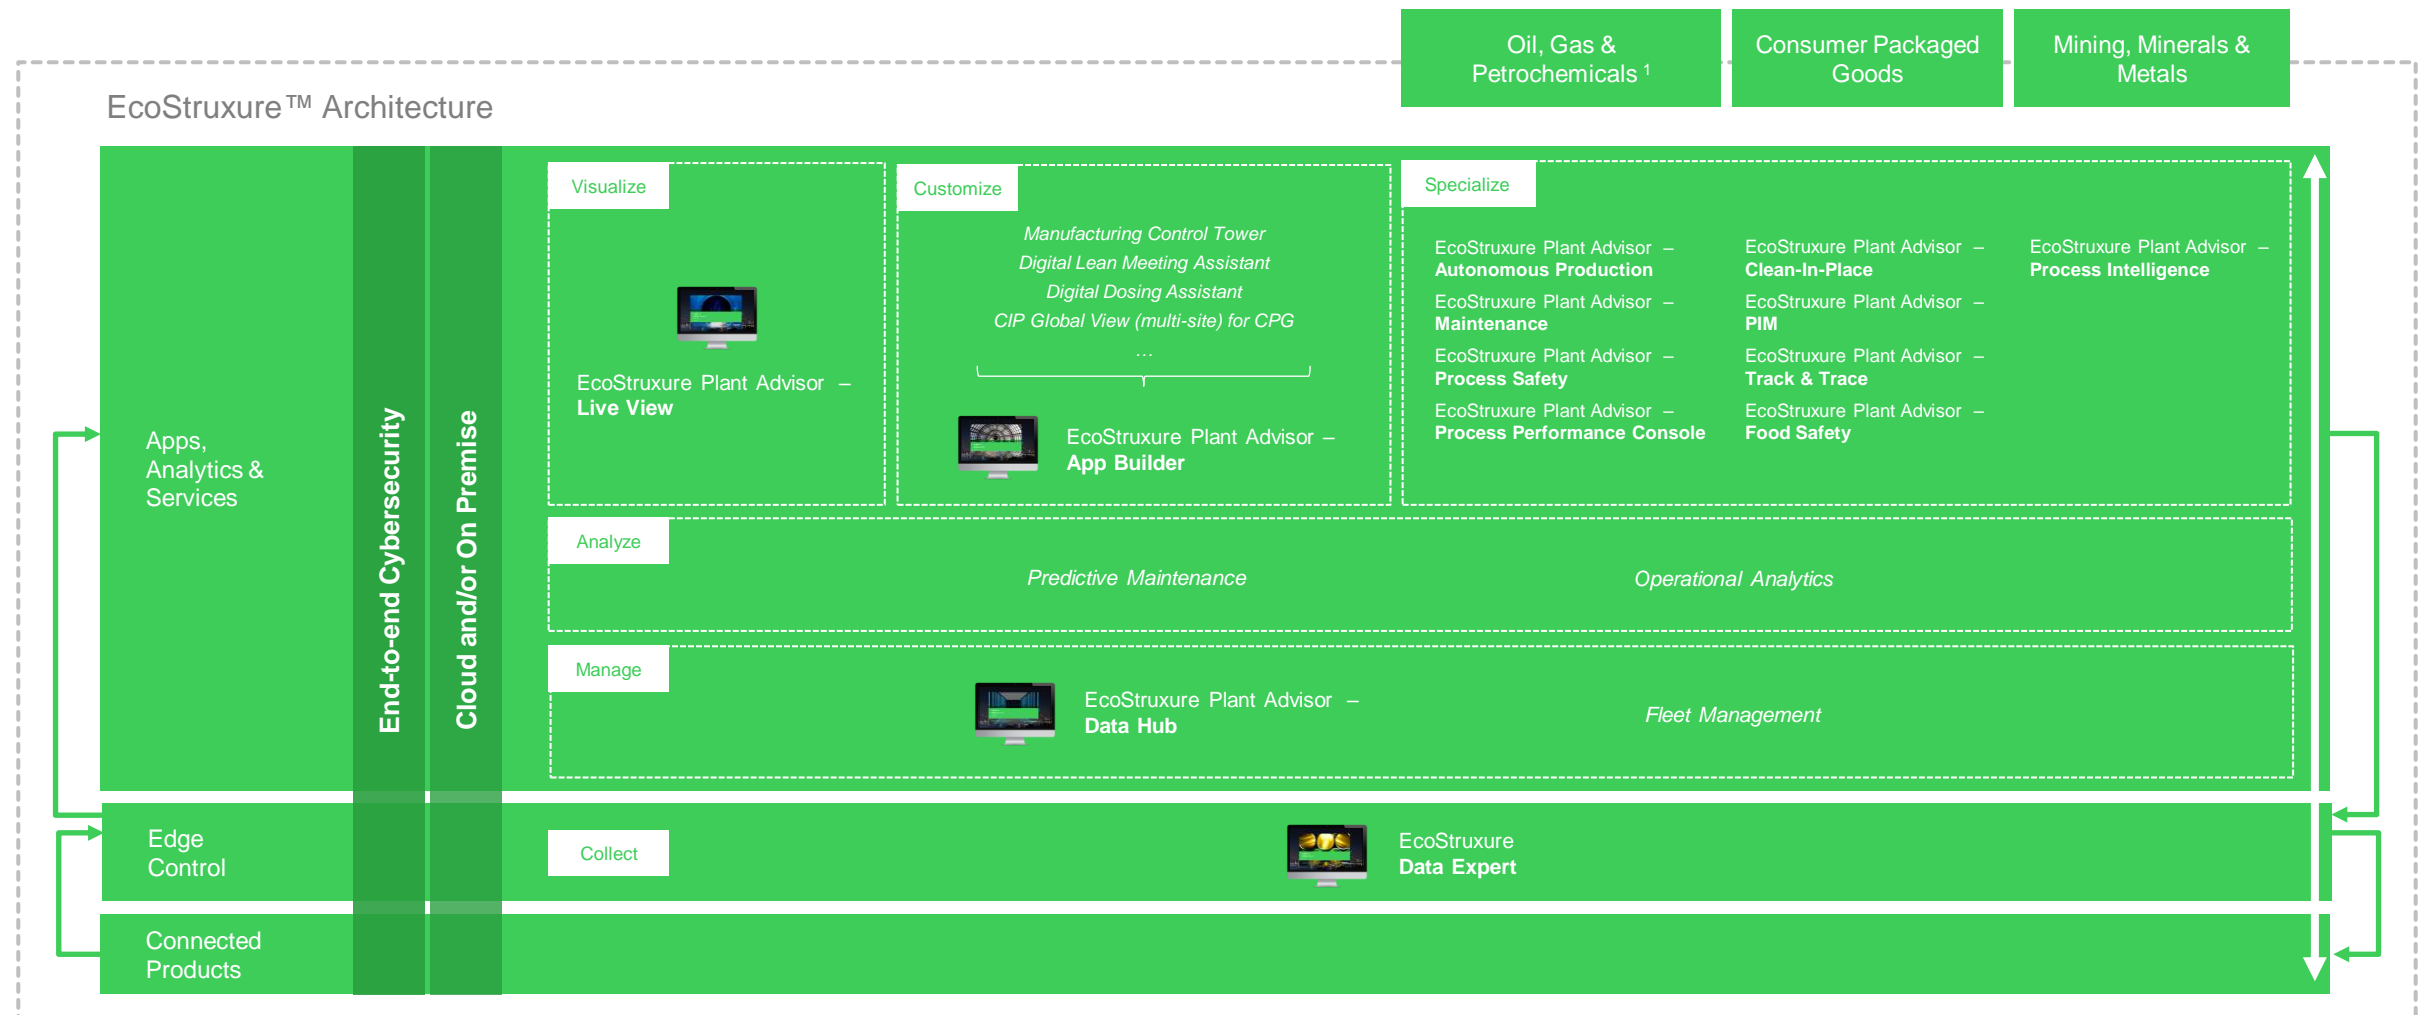 Oil, Gas &
Petrochemicals ¹
Consumer Packaged
Goods
Mining, Minerals &
Metals
EcoStruxure™ Architecture
Apps,
Analytics &
Services
End-to-end Cybersecurity
Cloud and/or On Premise
Visualize
EcoStruxure Plant Advisor –
Live View
Customize
Manufacturing Control Tower
Digital Lean Meeting Assistant
Digital Dosing Assistant
CIP Global View (multi-site) for CPG
…
EcoStruxure Plant Advisor –
App Builder
Specialize
EcoStruxure Plant Advisor –
Autonomous Production
EcoStruxure Plant Advisor –
Maintenance
EcoStruxure Plant Advisor –
Process Safety
EcoStruxure Plant Advisor –
Process Performance Console
EcoStruxure Plant Advisor –
Clean-In-Place
EcoStruxure Plant Advisor –
PIM
EcoStruxure Plant Advisor –
Track & Trace
EcoStruxure Plant Advisor –
Food Safety
EcoStruxure Plant Advisor –
Process Intelligence
Analyze
Predictive Maintenance
Operational Analytics
Manage
EcoStruxure Plant Advisor –
Data Hub
Fleet Management
Edge
Control
Collect
EcoStruxure
Data Expert
Connected
Products